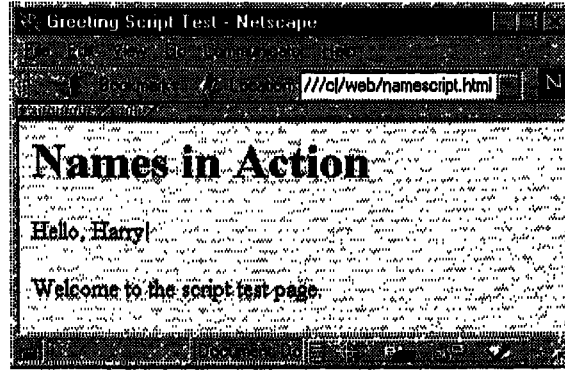 Greeting Script Test - Netscape
Bookmarks Location ///c|/web/namescript.html N
Names in Action
Hello, Harry!
Welcome to the script test page.